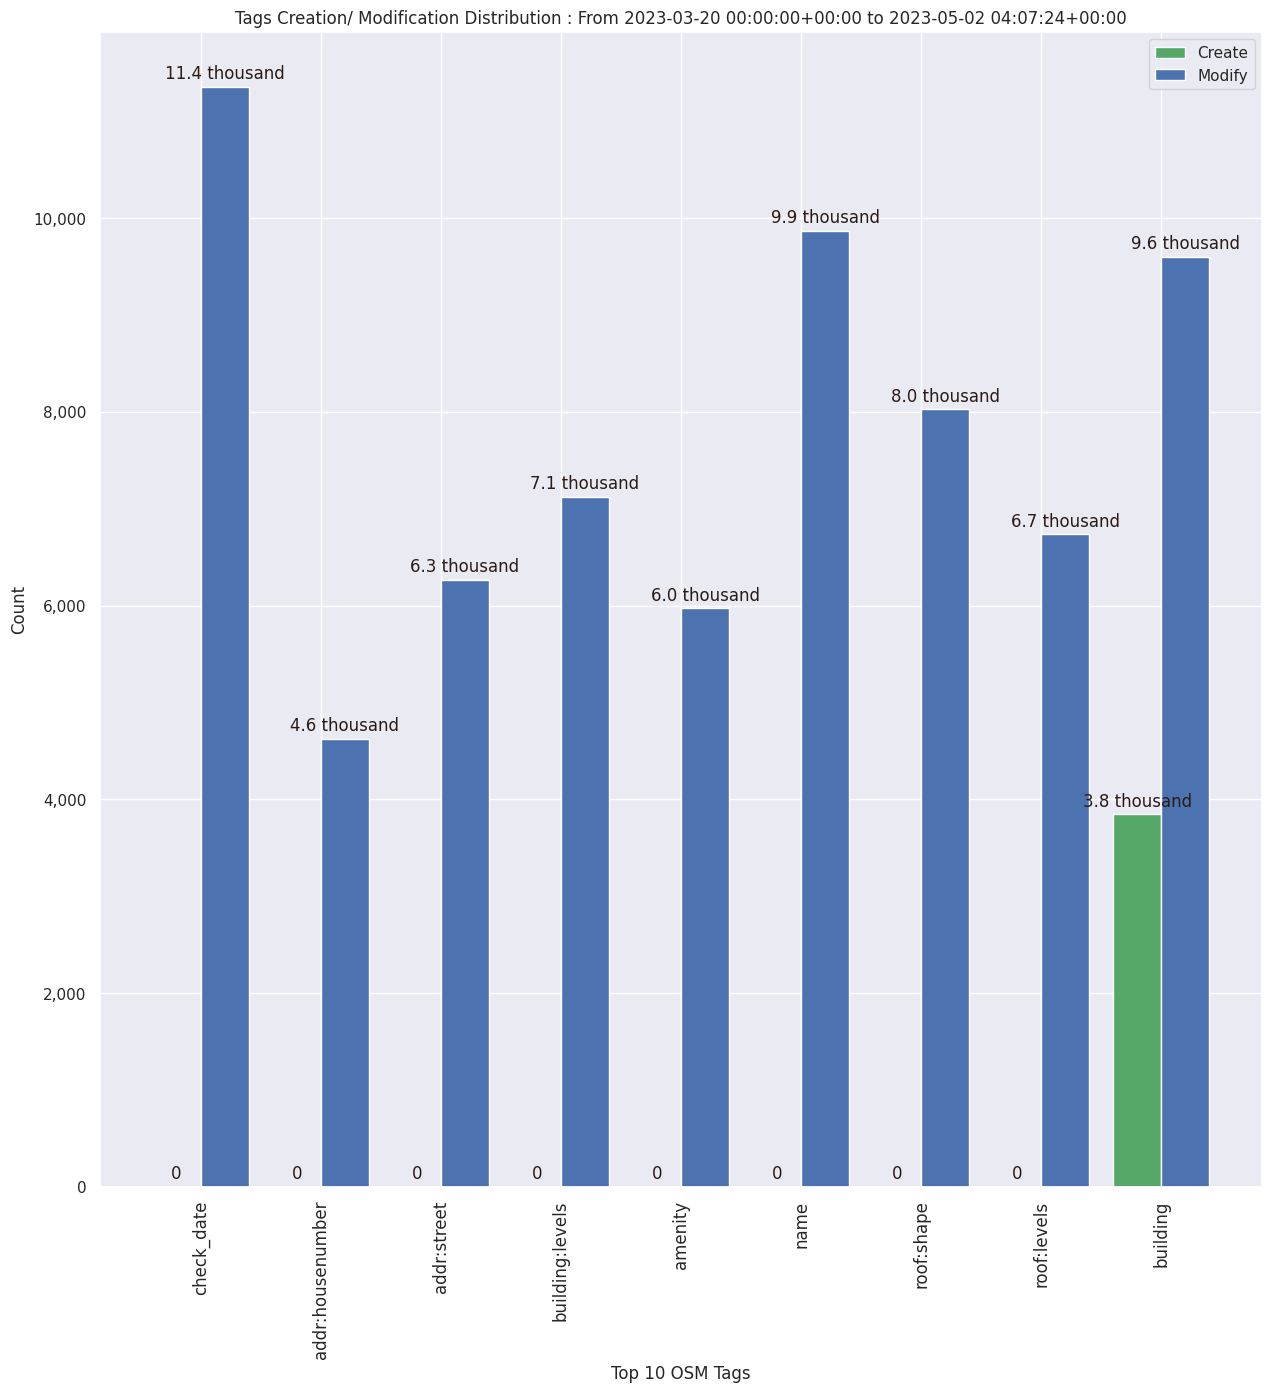 Tags Creation/ Modification Distribution : From 2023-03-20 00:00:00+00:00 to 2023-05-02 04:07:24+00:00
Create
Modify
11.4 thousand
9.9 thousand
9.6 thousand
8.0 thousand
7.1 thousand
6.7 thousand
6.3 thousand
6.0 thousand
4.6 thousand
3.8 thousand
0 0 0 0 0 0 0 0
10,000
8,000
6,000
4,000
2,000
0
Count
check_date
addr:housenumber
addr:street
building:levels
amenity
name
roof:shape
roof:levels
building
Top 10 OSM Tags